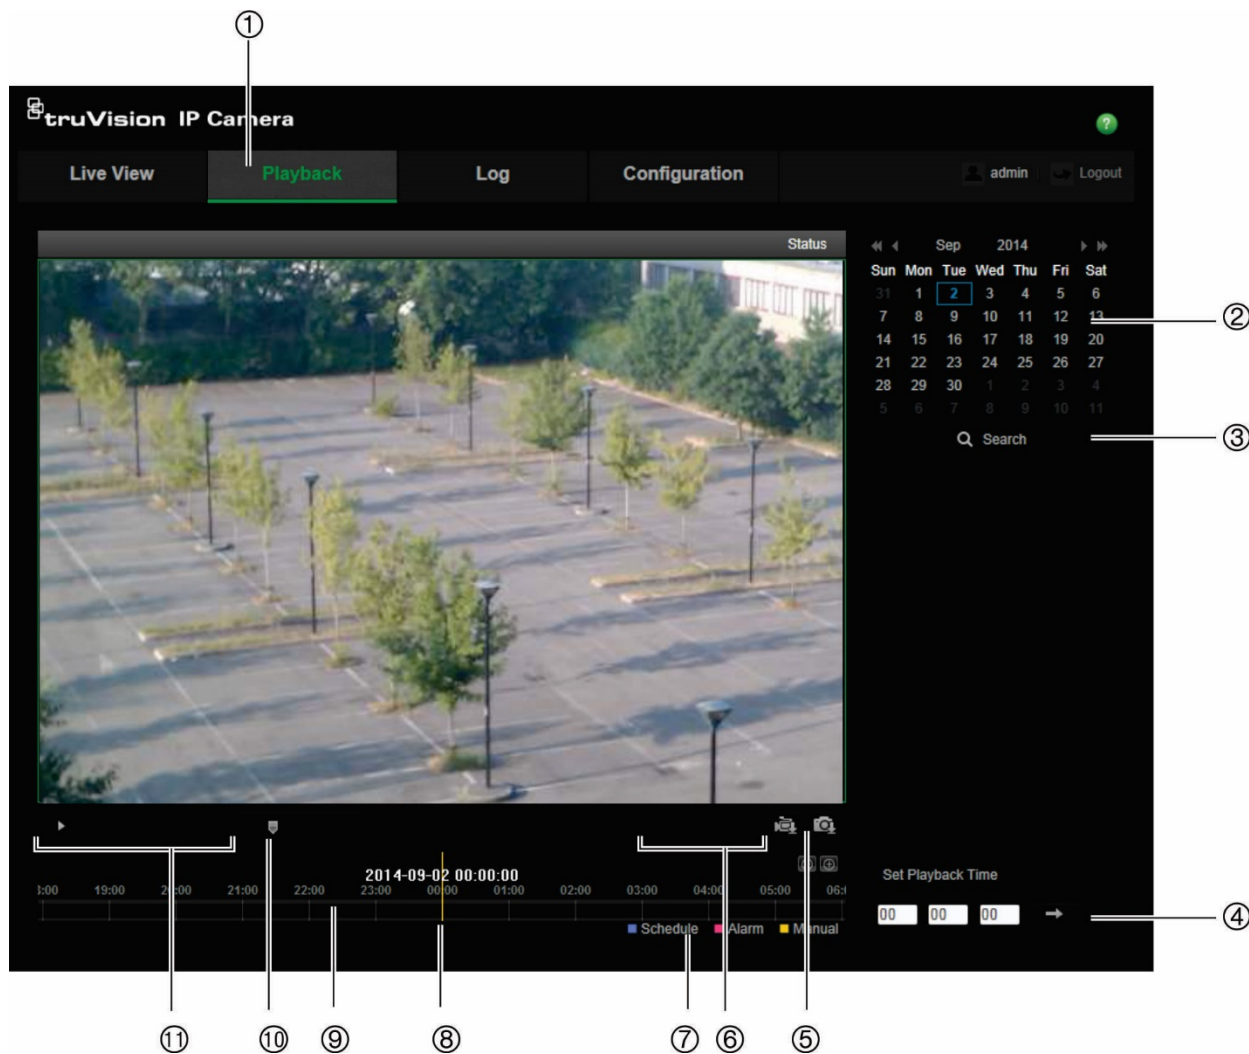 ①
truVision IP Camera
?
Live View Playback Log Configuration admin Logout
Status
Sep 2014
Sun Mon Tue Wed Thu Fri Sat
31 1 2 3 4 5 6
7 8 9 10 11 12 13
②
14 15 16 17 18 19 20
21 22 23 24 25 26 27
28 29 30 1 2 3 4
5 6 7 8 9 10 11
Search
③
2014-09-02 00:00:00
19:00 20:00 21:00 22:00 23:00 00:00 01:00 02:00 03:00 04:00 05:00
Schedule Alarm Manual
Set Playback Time
00 00 00
④
⑪ ⑩ ⑨ ⑧ ⑦ ⑥ ⑤